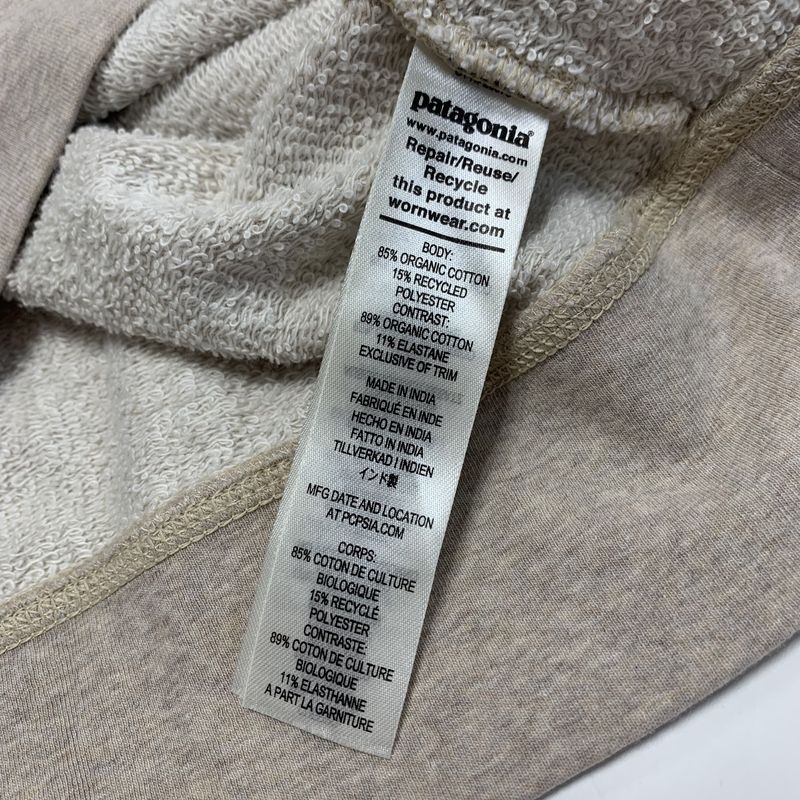 patagonia®
www.patagonia.com
Repair/Reuse/
Recycle
this product at
wornwear.com
BODY:
85% ORGANIC COTTON
15% RECYCLED
POLYESTER
CONTRAST:
89% ORGANIC COTTON
11% ELASTANE
EXCLUSIVE OF TRIM
MADE IN INDIA
FABRIQUÉ EN INDE
HECHO EN INDIA
FATTO IN INDIA
TILLVERKAD I INDIEN
インド製
MFG DATE AND LOCATION
AT PCPSIA.COM
CORPS:
85% COTON DE CULTURE
BIOLOGIQUE
15% RECYCLÉ
POLYESTER
CONTRASTE:
89% COTON DE CULTURE
BIOLOGIQUE
11% ELASTHANNE
A PART LA GARNITURE